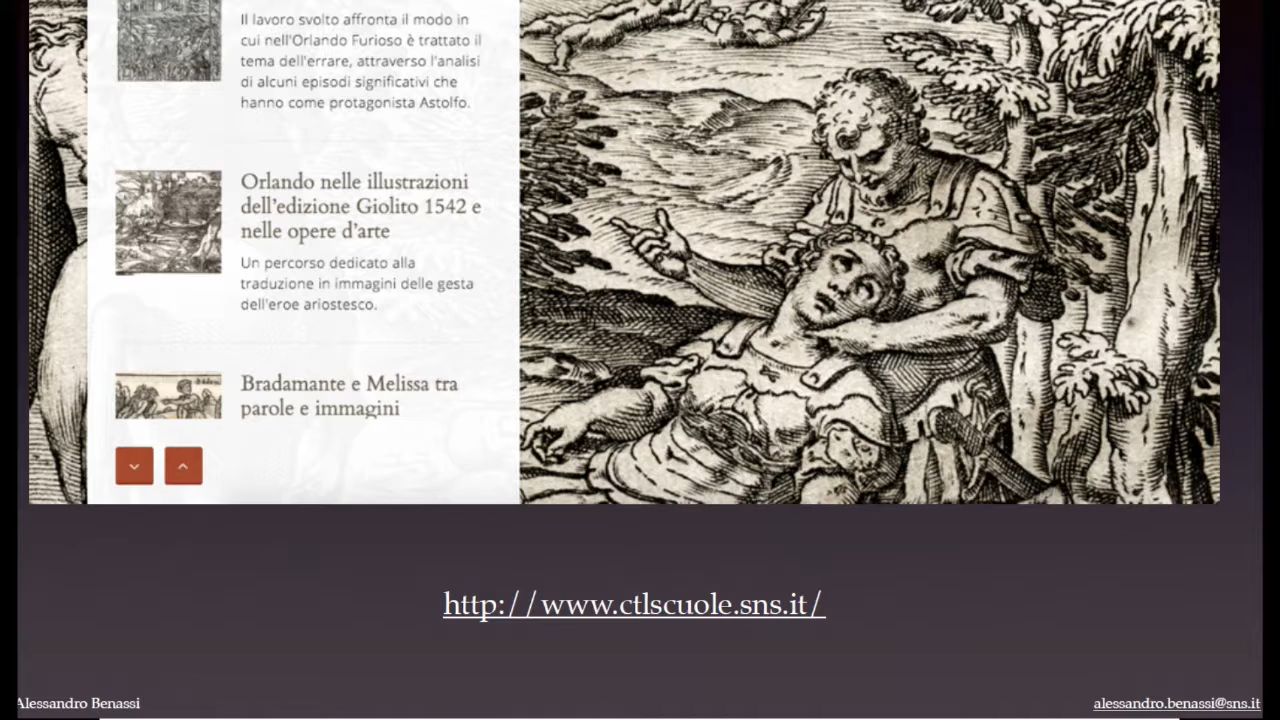 Il lavoro svolto affronta il modo in
cui nell'Orlando Furioso è trattato il
tema dell'errare, attraverso l'analisi
di alcuni episodi significativi che
hanno come protagonista Astolfo.
Orlando nelle illustrazioni
dell'edizione Giolito 1542 e
nelle opere d'arte
Un percorso dedicato alla
traduzione in immagini delle gesta
dell'eroe ariostesco.
Bradamante e Melissa tra
parole e immagini
http://www.ctlscuole.sns.it/
Alessandro Benassi
alessandro.benassi@sns.it